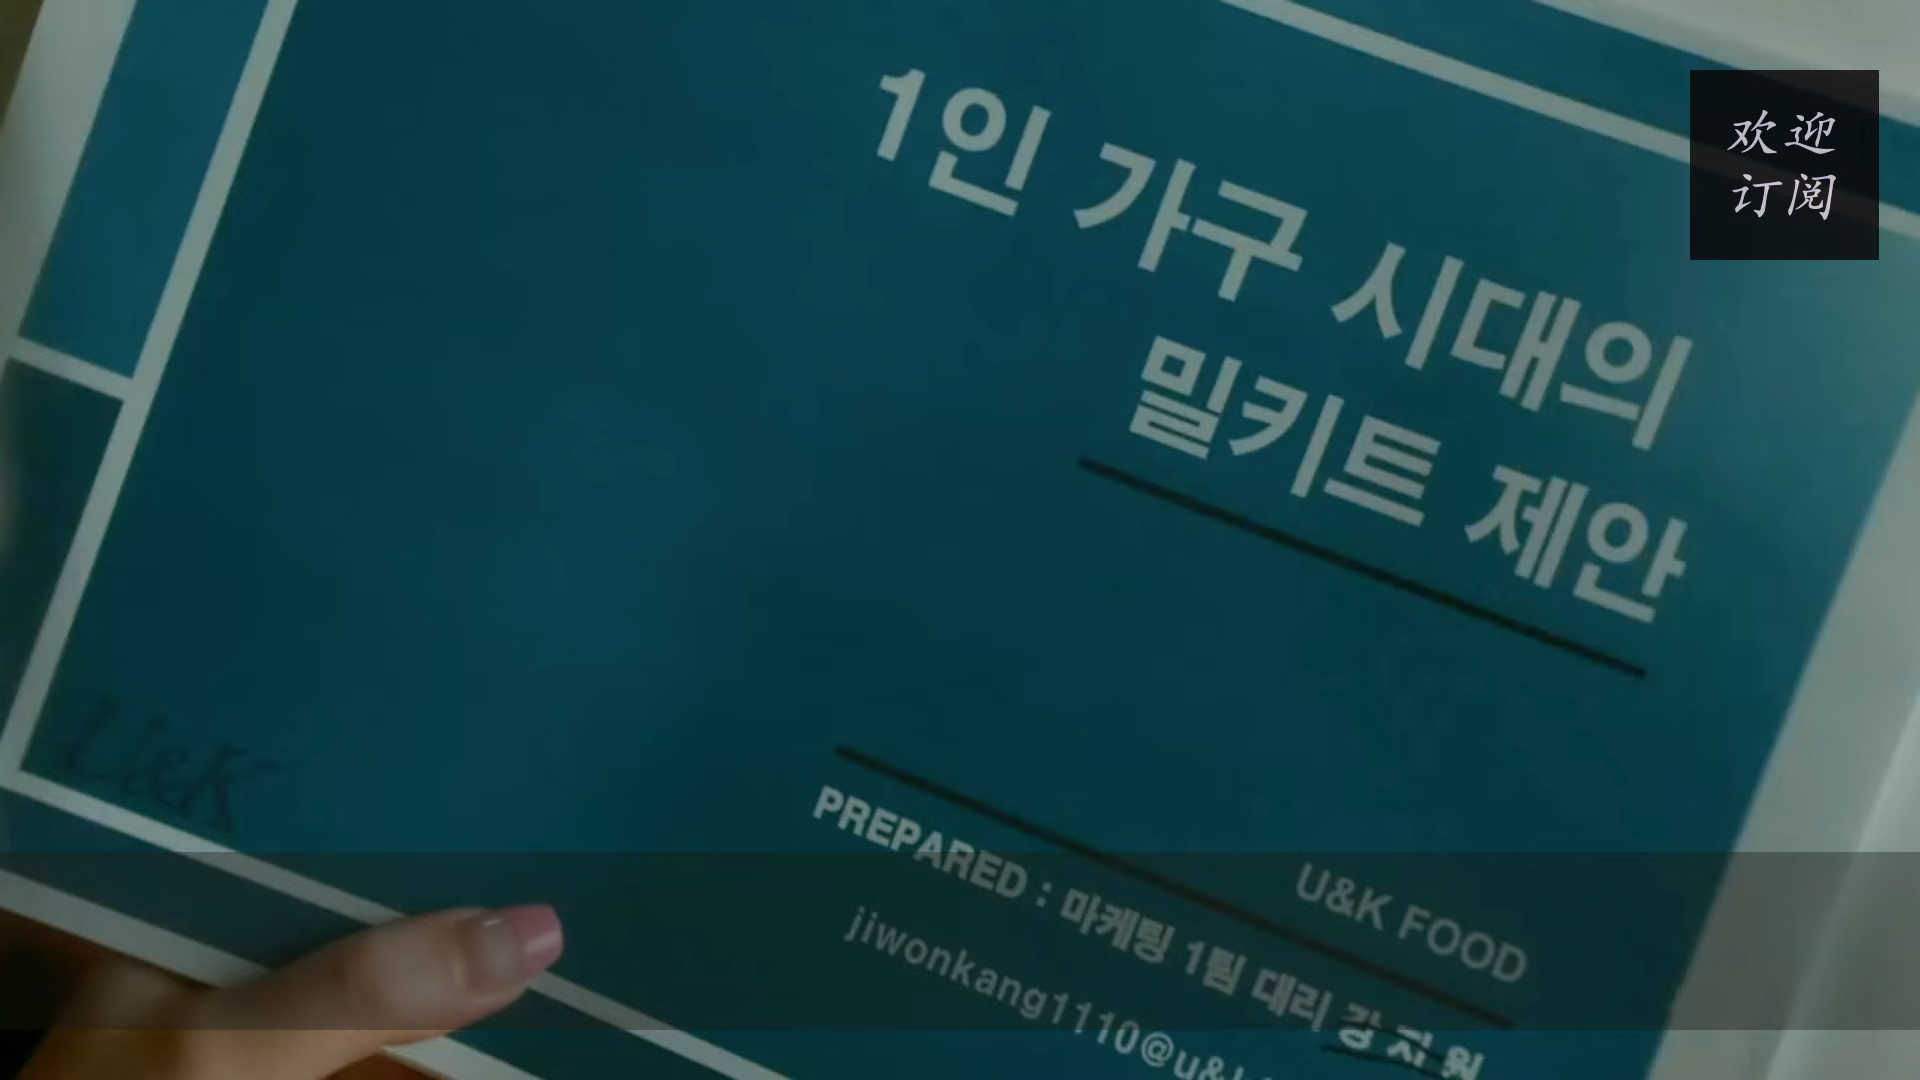 1인 가구 시대의
밀키트 제안
欢迎
订阅
U&K
U&K FOOD
PREPARED : 마케팅 1팀 대리 강지원
jiwonkang1110@u&k